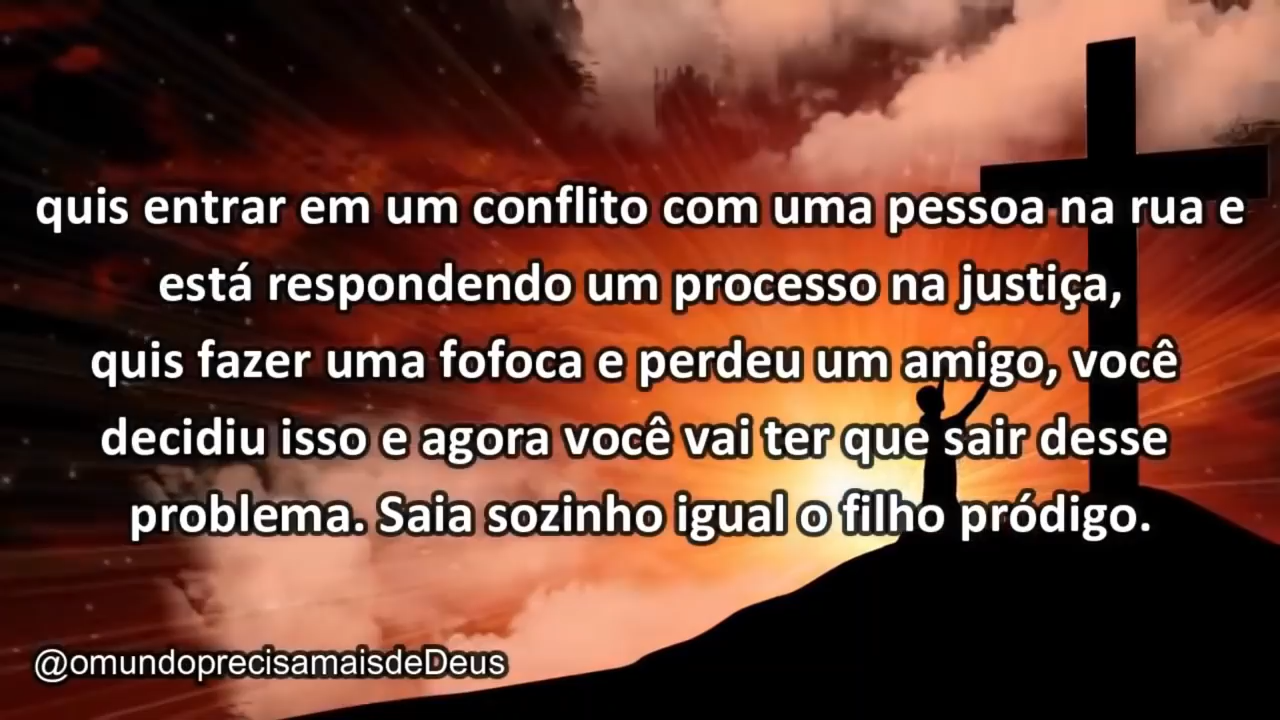 quis entrar em um conflito com uma pessoa na rua e
está respondendo um processo na justiça,
quis fazer uma fofoca e perdeu um amigo, você
decidiu isso e agora você vai ter que sair desse
problema. Saia sozinho igual o filho pródigo.
@omundoprecisamaisdeDeus